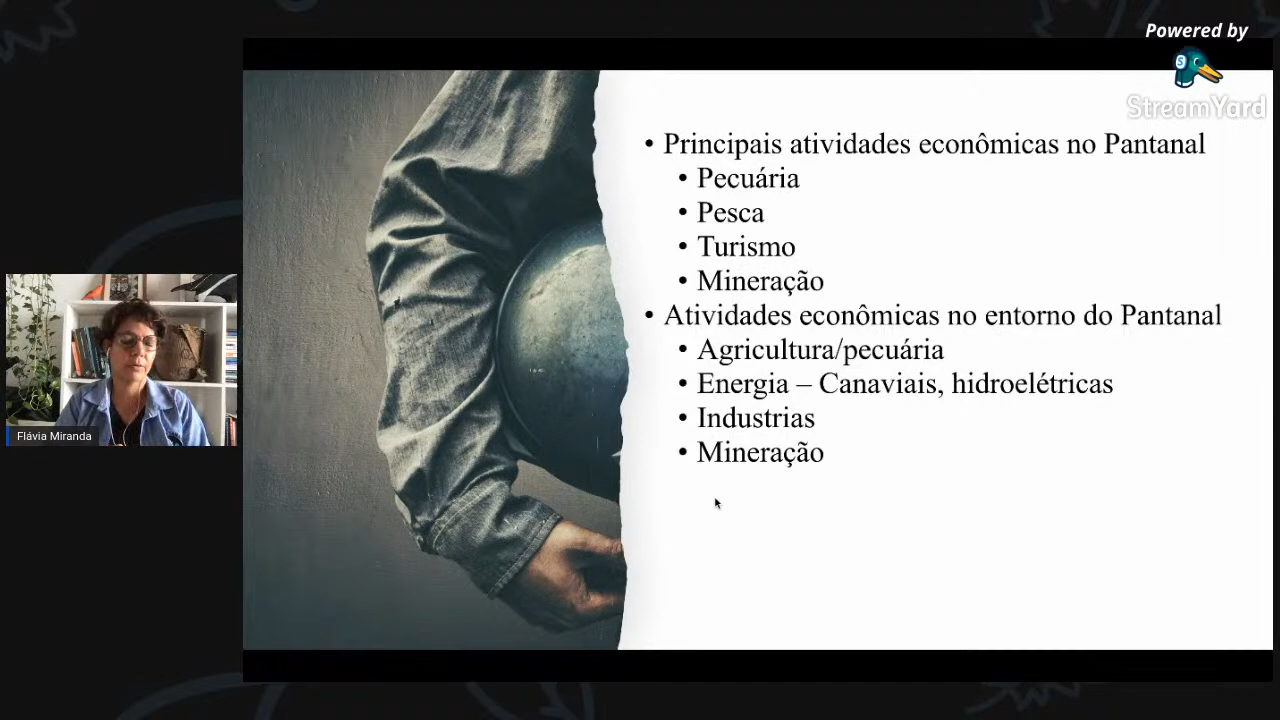 Powered by
StreamYard
• Principais atividades econômicas no Pantanal
• Pecuária
• Pesca
• Turismo
• Mineração
• Atividades econômicas no entorno do Pantanal
• Agricultura/pecuária
• Energia – Canaviais, hidroelétricas
• Industrias
• Mineração
Flávia Miranda